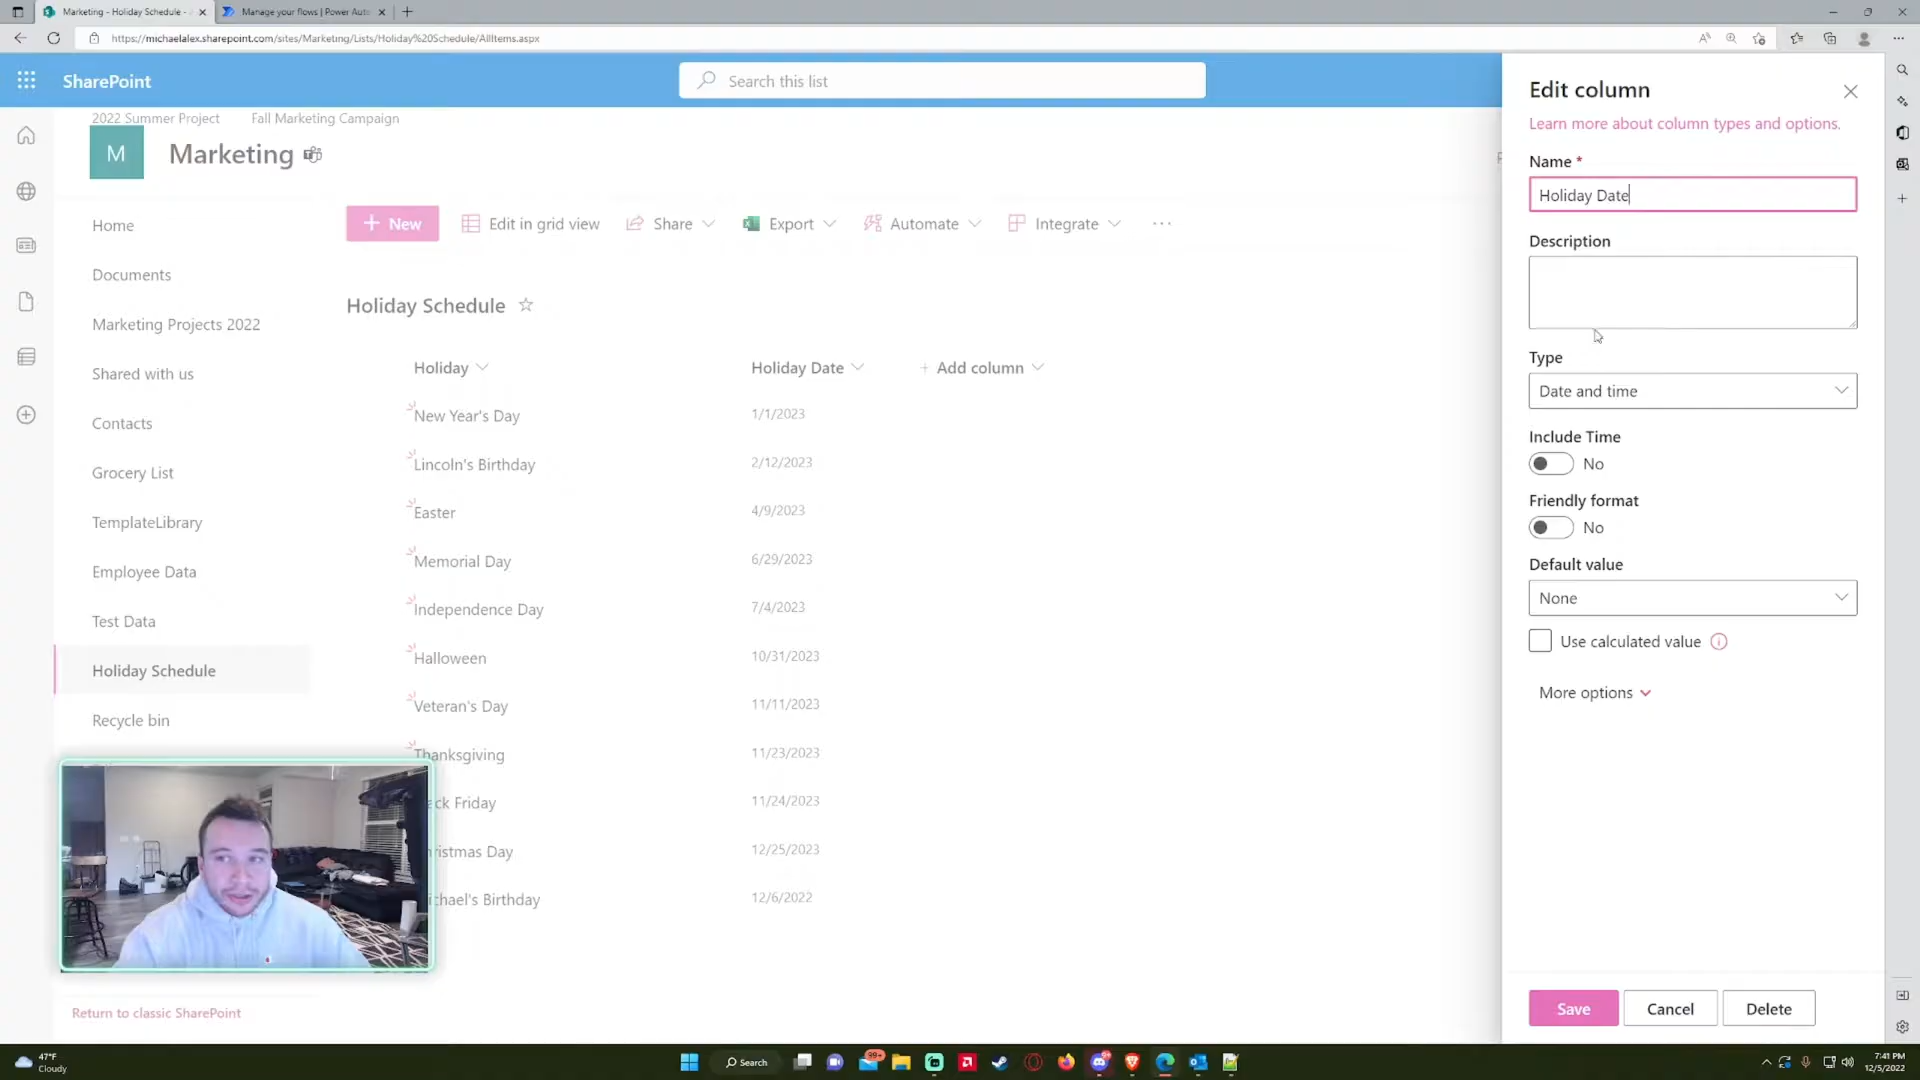 Marketing - Holiday Schedule -
Manage your flows | Power Aut
https://michaelalex.sharepoint.com/sites/Marketing/Lists/Holiday%20Schedule/AllItems.aspx
SharePoint
Search this list
2022 Summer Project
Fall Marketing Campaign
M
Marketing
Home
Documents
Marketing Projects 2022
Shared with us
Contacts
Grocery List
TemplateLibrary
Employee Data
Test Data
Holiday Schedule
Recycle bin
Return to classic SharePoint
+ New
Edit in grid view
Share
Export
Automate
Integrate
...
Holiday Schedule
Holiday
Holiday Date
+ Add column
New Year's Day
1/1/2023
Lincoln's Birthday
2/12/2023
Easter
4/9/2023
Memorial Day
6/29/2023
Independence Day
7/4/2023
Halloween
10/31/2023
Veteran's Day
11/11/2023
Thanksgiving
11/23/2023
ck Friday
11/24/2023
ristmas Day
12/25/2023
chael's Birthday
12/6/2022
Edit column
Learn more about column types and options.
Name *
Holiday Date
Description
Type
Date and time
Include Time
No
Friendly format
No
Default value
None
Use calculated value
More options
Save
Cancel
Delete
47°F
Cloudy
Search
99+
7:41 PM
12/5/2022